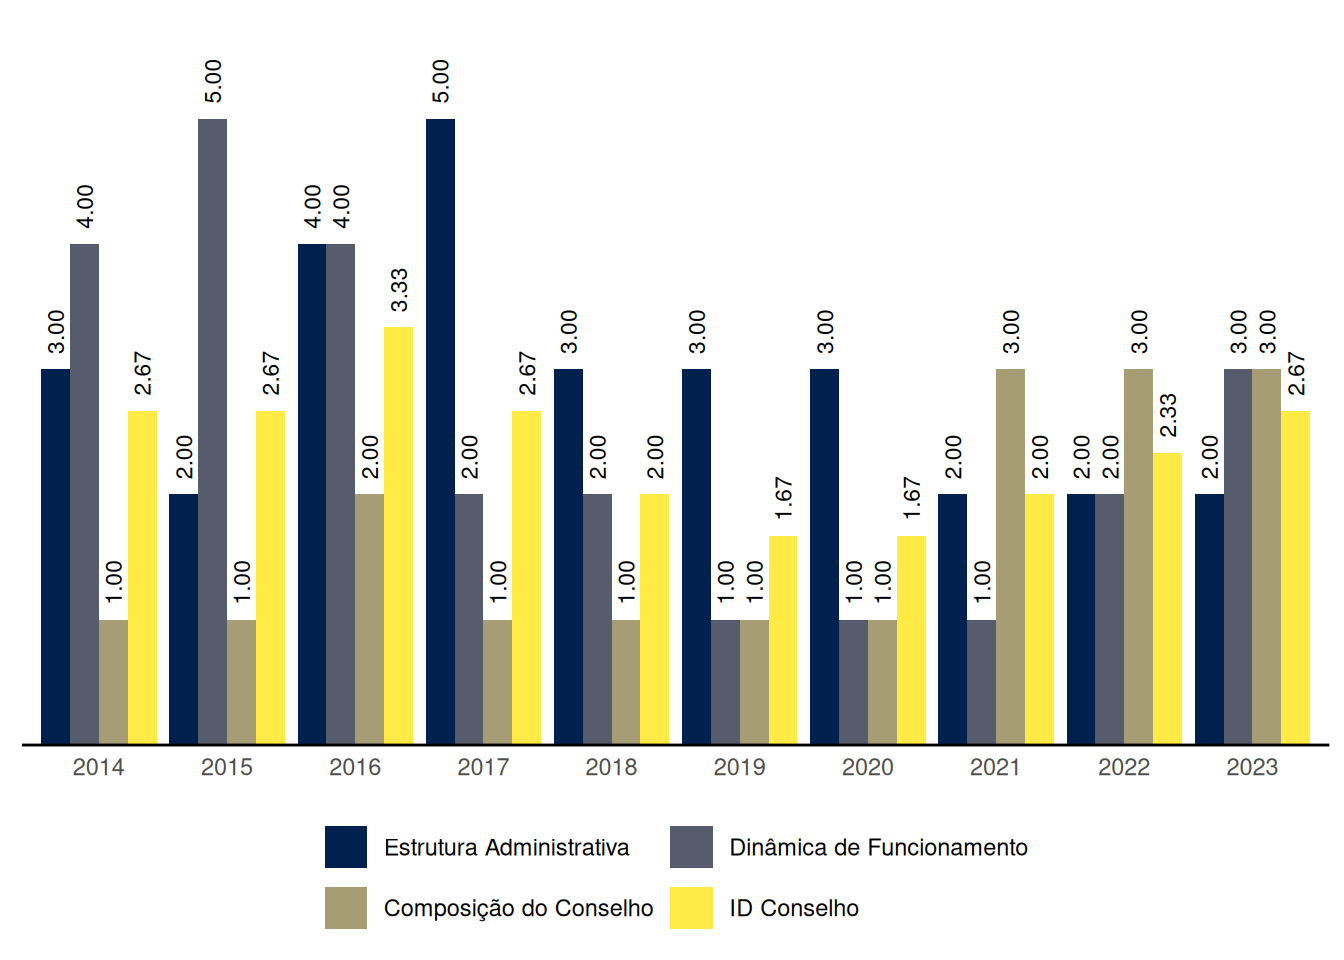 3.00 4.00 1.00 2.67
2.00 5.00 1.00 2.67
4.00 4.00 2.00 3.33
5.00 2.00 1.00 2.67
3.00 2.00 1.00 2.00
3.00 1.00 1.00 1.67
3.00 1.00 1.00 1.67
2.00 1.00 3.00 2.00
2.00 2.00 3.00 2.33
2.00 3.00 3.00 2.67
2014 2015 2016 2017 2018 2019 2020 2021 2022 2023
Estrutura Administrativa Dinâmica de Funcionamento
Composição do Conselho ID Conselho